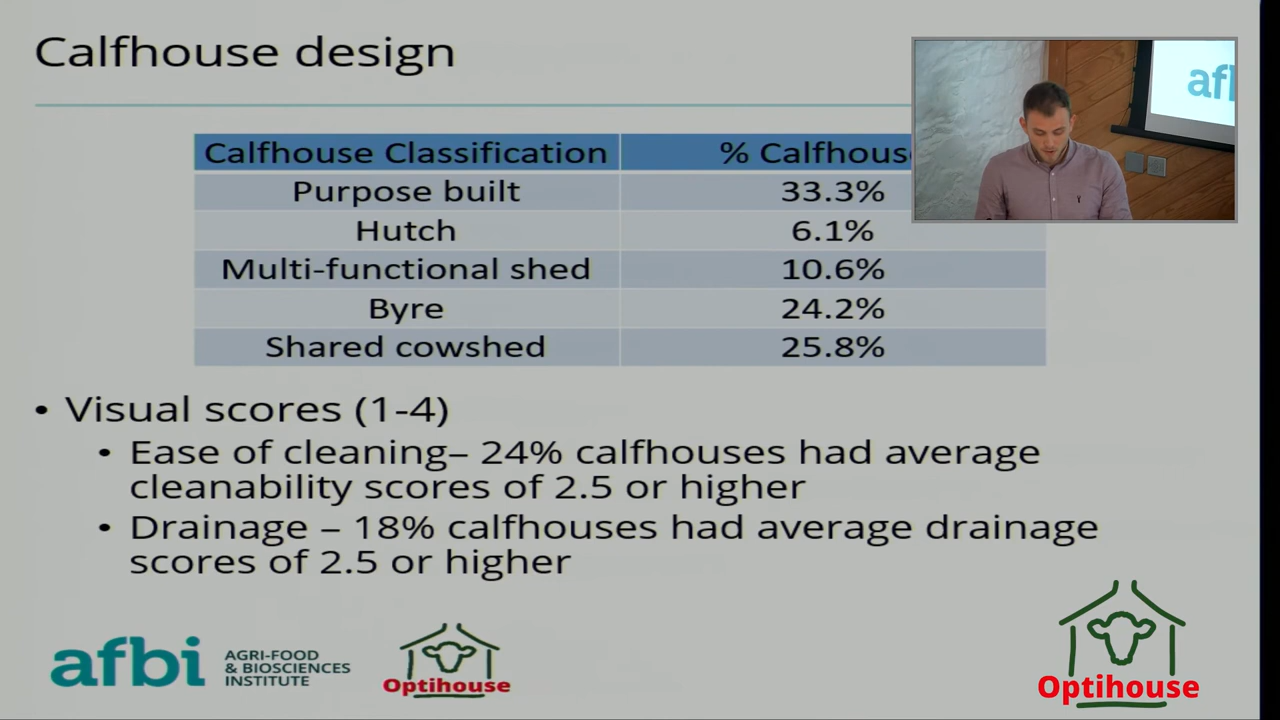 Calfhouse design
afl
Calfhouse Classification % Calfhous
Purpose built 33.3%
Hutch 6.1%
Multi-functional shed 10.6%
Byre 24.2%
Shared cowshed 25.8%
• Visual scores (1-4)
• Ease of cleaning– 24% calfhouses had average
cleanability scores of 2.5 or higher
• Drainage – 18% calfhouses had average drainage
scores of 2.5 or higher
afbi AGRI-FOOD
& BIOSCIENCES
INSTITUTE
Optihouse
Optihouse